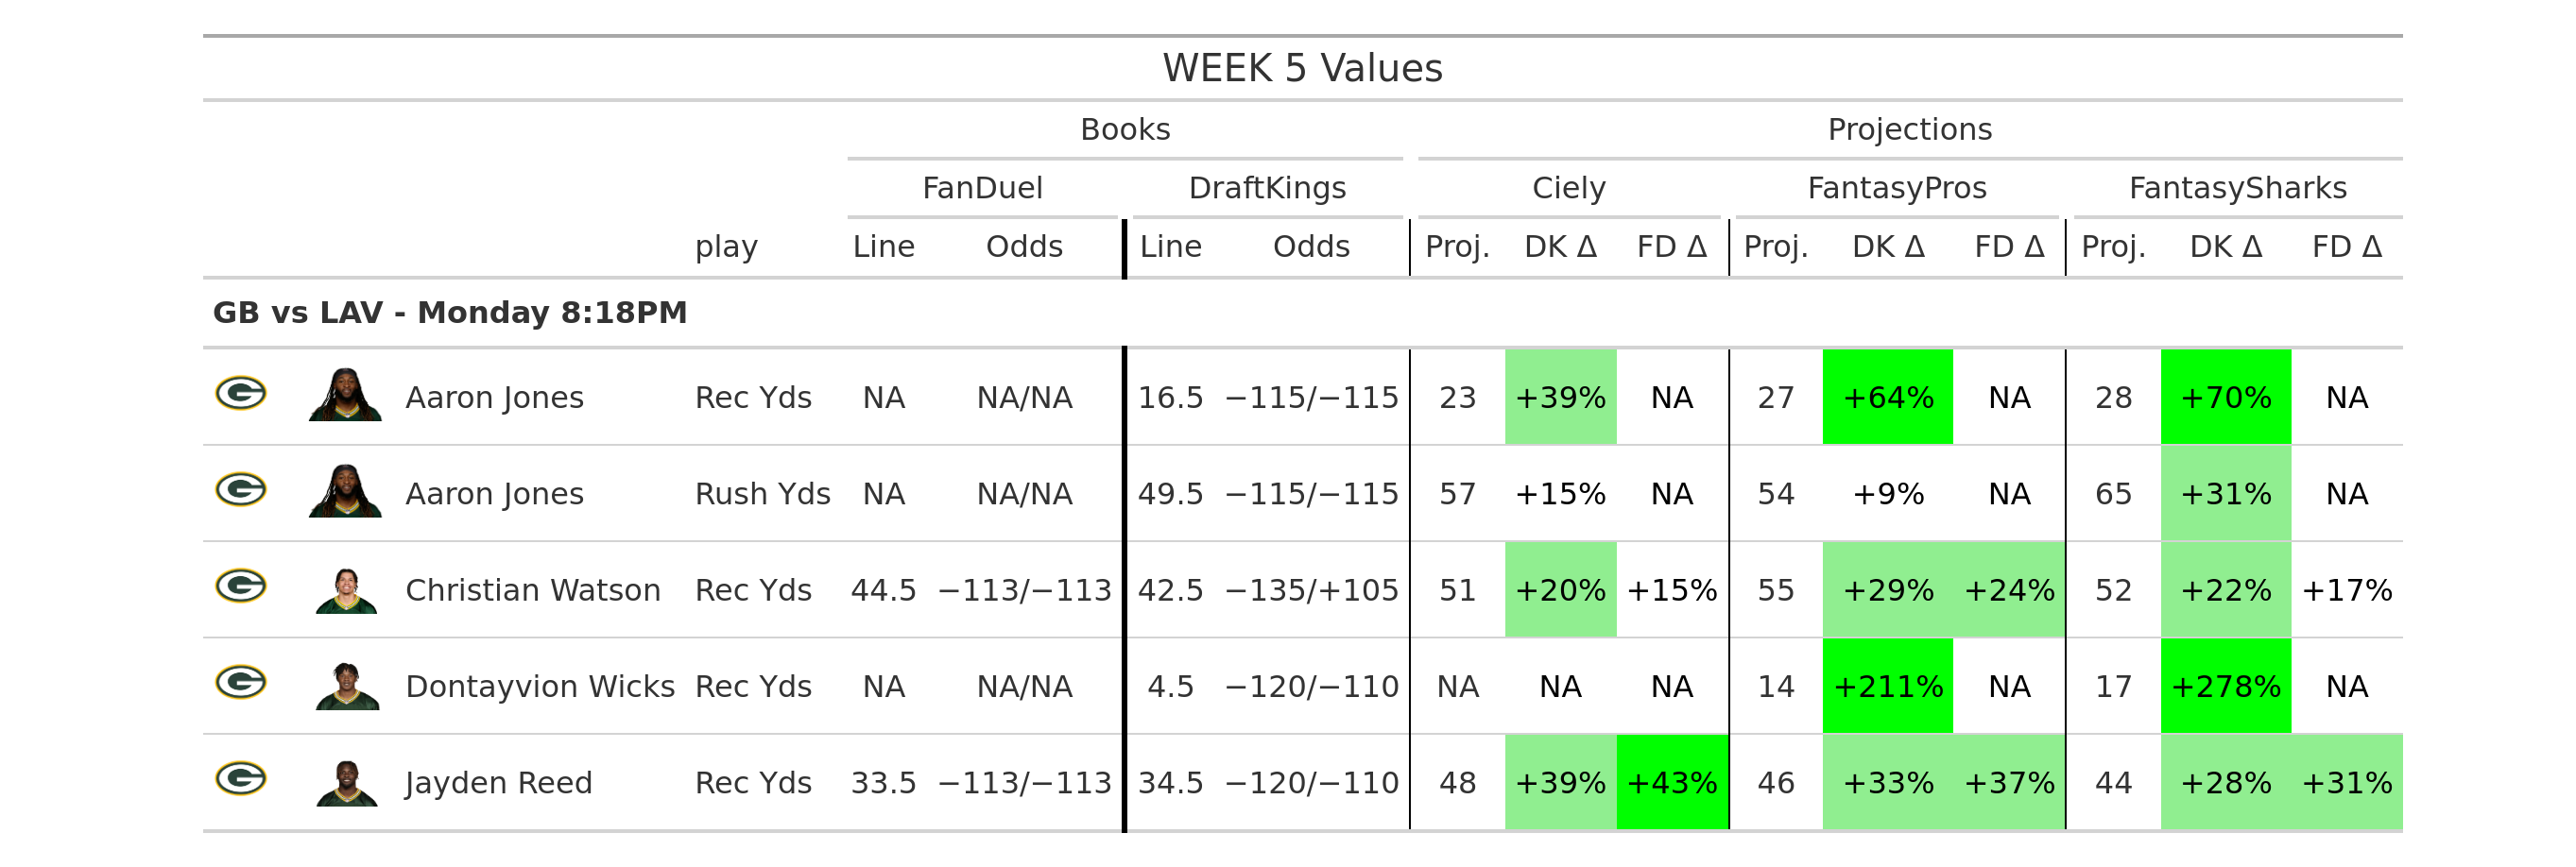 WEEK 5 Values
Books Projections
FanDuel DraftKings Ciely FantasyPros FantasySharks
play Line Odds Line Odds Proj. DK Δ FD Δ Proj. DK Δ FD Δ Proj. DK Δ FD Δ
GB vs LAV - Monday 8:18PM
G Aaron Jones Rec Yds NA NA/NA 16.5 −115/−115 23 +39% NA 27 +64% NA 28 +70% NA
G Aaron Jones Rush Yds NA NA/NA 49.5 −115/−115 57 +15% NA 54 +9% NA 65 +31% NA
G Christian Watson Rec Yds 44.5 −113/−113 42.5 −135/+105 51 +20% +15% 55 +29% +24% 52 +22% +17%
G Dontayvion Wicks Rec Yds NA NA/NA 4.5 −120/−110 NA NA NA 14 +211% NA 17 +278% NA
G Jayden Reed Rec Yds 33.5 −113/−113 34.5 −120/−110 48 +39% +43% 46 +33% +37% 44 +28% +31%